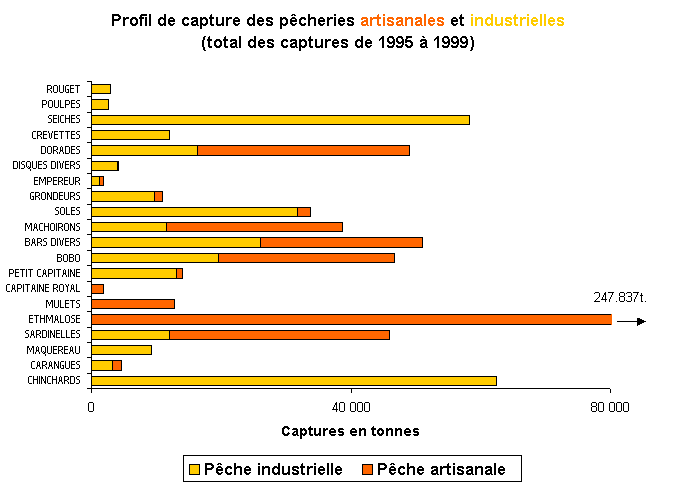 Profil de capture des pêcheries artisanales et industrielles
(total des captures de 1995 à 1999)
ROUGET
POULPES
SEICHES
CREVETTES
DORADES
DISQUES DIVERS
EMPEREUR
GRONDEURS
SOLES
MACHOIRONS
BARS DIVERS
BOBO
PETIT CAPITAINE
CAPITAINE ROYAL
247.837t.
MULETS
ETHMALOSE
SARDINELLES
MAQUEREAU
CARANGUES
CHINCHARDS
0 40 000 80 000
Captures en tonnes
Pêche industrielle Pêche artisanale